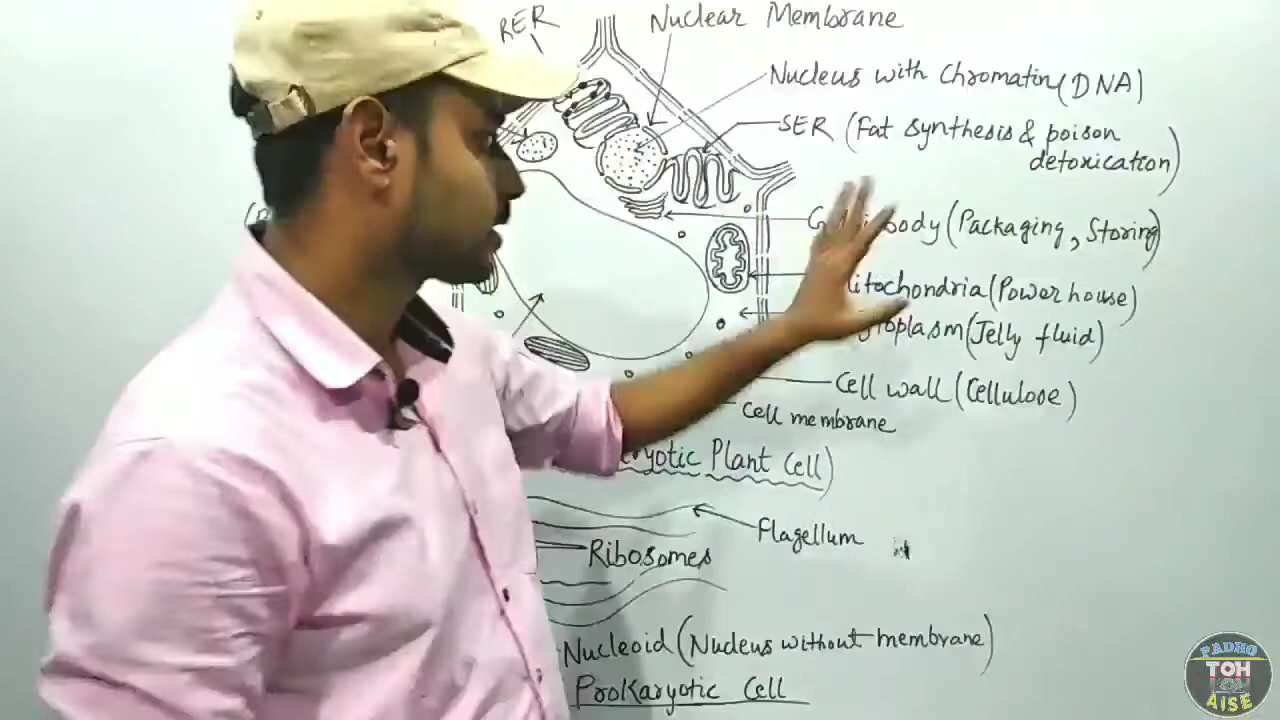 RER
Nuclear Membrane
Nucleus with Chromatin (DNA)
SER (Fat synthesis & poison
detoxication)
body (Packaging, Storing)
itochondria (Power house)
toplasm (Jelly fluid)
Cell wall (Cellulose)
Cell membrane
yotic Plant Cell)
Flagellum
Ribosomes
Nucleoid (Nucleus without membrane)
ProKaryotic Cell
PADHO
TOH
AISE